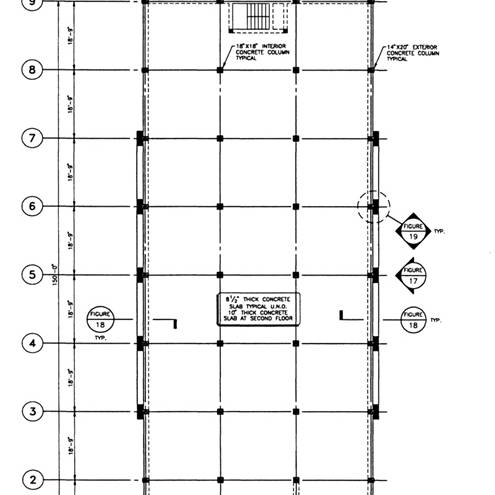 9
18'-9"
18"X18" INTERIOR
CONCRETE COLUMN
TYPICAL
14"X20" EXTERIOR
CONCRETE COLUMN
TYPICAL
8
18'-9"
7
18'-9"
6
FIGURE
19
TYP.
18'-9"
150'-0"
5
FIGURE
17
8 1/2" THICK CONCRETE
SLAB TYPICAL U.N.O.
10" THICK CONCRETE
SLAB AT SECOND FLOOR
18'-9"
FIGURE
18
TYP.
FIGURE
18
TYP.
4
18'-9"
3
18'-9"
2